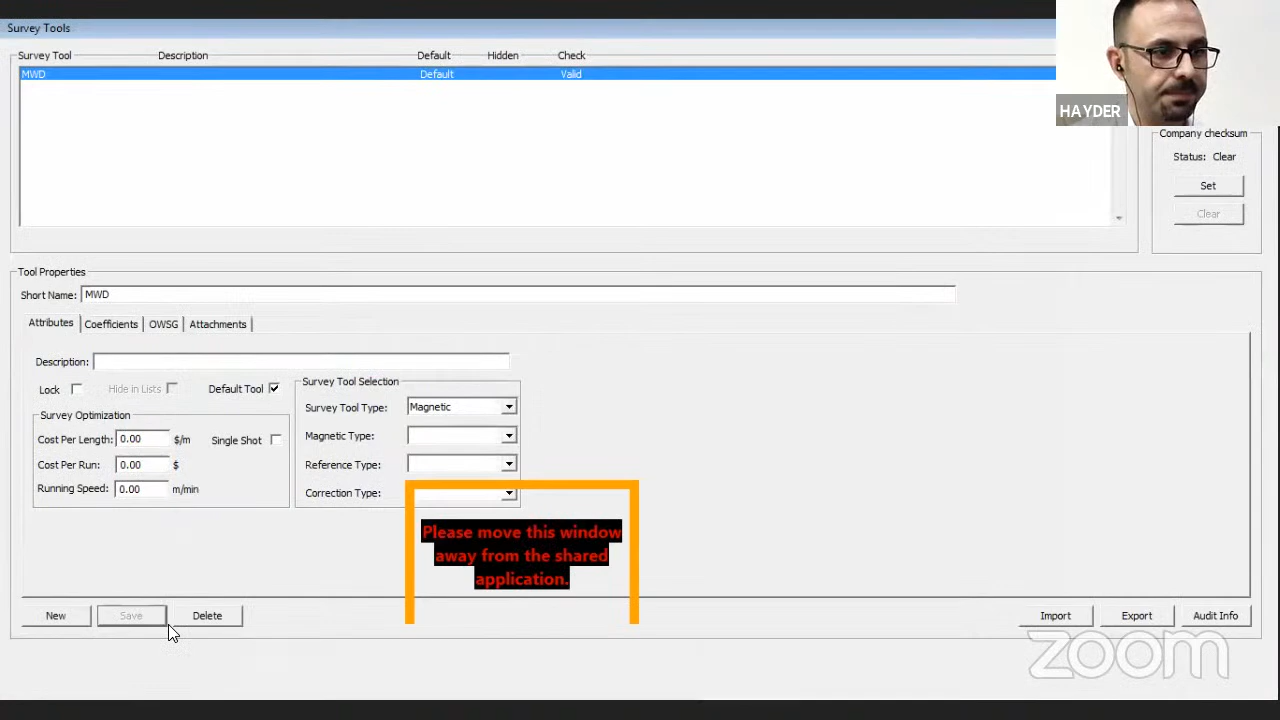 Survey Tools
Survey Tool Description Default Hidden Check
MWD Default Valid
HAYDER
Company checksum
Status: Clear
Set
Clear
Tool Properties
Short Name: MWD
Attributes Coefficients OWSG Attachments
Description:
Lock Hide in Lists Default Tool
Survey Tool Selection
Survey Tool Type: Magnetic
Survey Optimization
Cost Per Length: 0.00 $/m Single Shot
Magnetic Type:
Cost Per Run: 0.00 $
Reference Type:
Running Speed: 0.00 m/min
Correction Type:
Please move this window
away from the shared
application.
New Save Delete
Import Export Audit Info
zoom